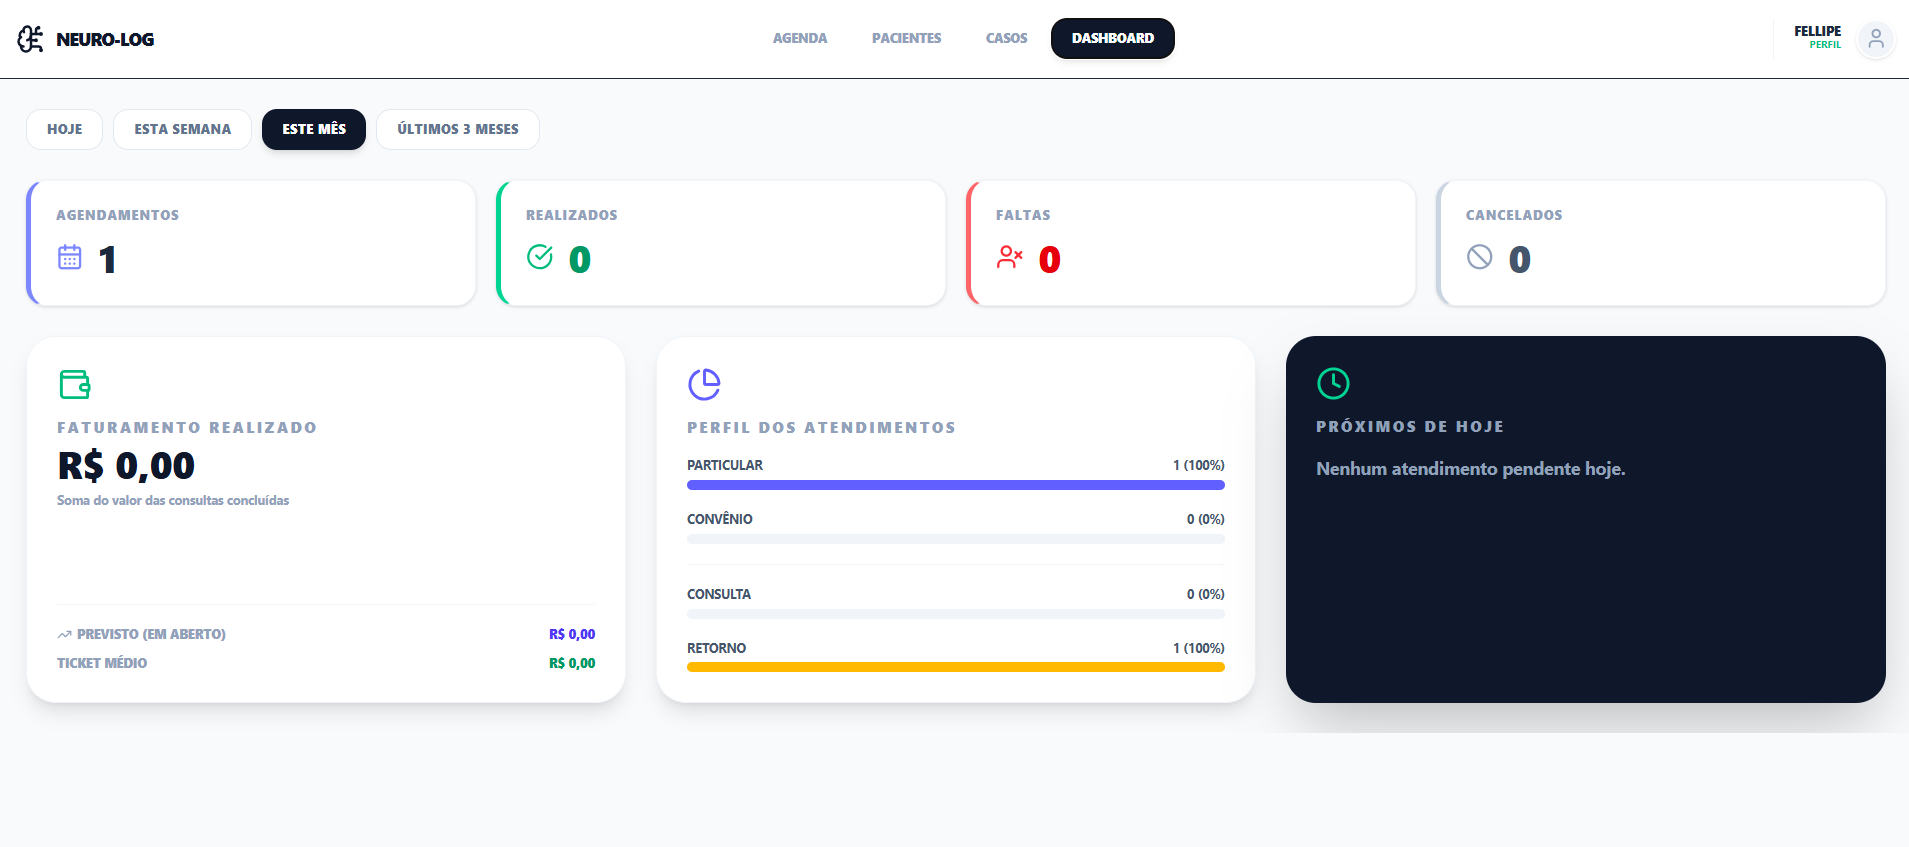 NEURO-LOG
AGENDA PACIENTES CASOS DASHBOARD
FELLIPE
PERFIL
HOJE ESTA SEMANA ESTE MÊS ÚLTIMOS 3 MESES
AGENDAMENTOS
1
REALIZADOS
0
FALTAS
0
CANCELADOS
0
FATURAMENTO REALIZADO
R$ 0,00
Soma do valor das consultas concluídas
PREVISTO (EM ABERTO) R$ 0,00
TICKET MÉDIO R$ 0,00
PERFIL DOS ATENDIMENTOS
PARTICULAR 1 (100%)
CONVÊNIO 0 (0%)
CONSULTA 0 (0%)
RETORNO 1 (100%)
PRÓXIMOS DE HOJE
Nenhum atendimento pendente hoje.